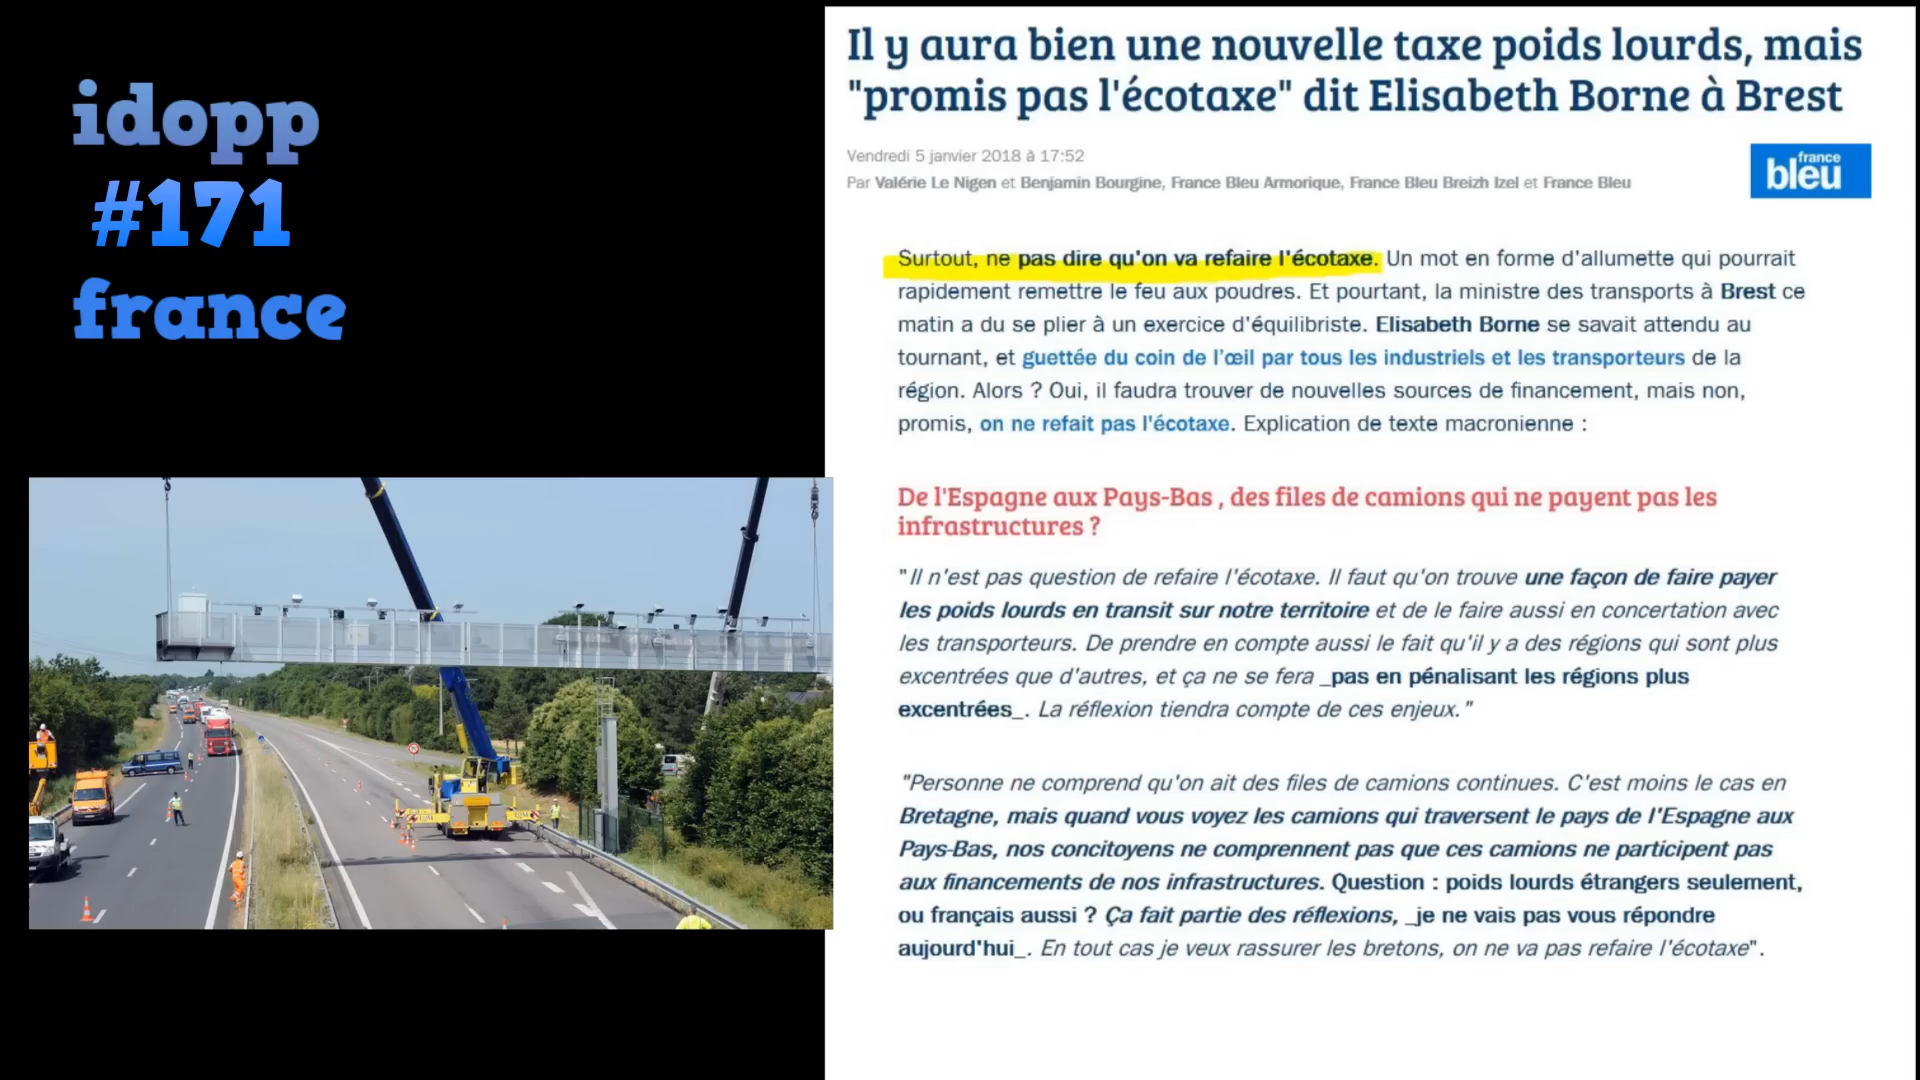 idopp
#171
france
Il y aura bien une nouvelle taxe poids lourds, mais
"promis pas l'écotaxe" dit Elisabeth Borne à Brest
Vendredi 5 janvier 2018 à 17:52
Par Valérie Le Nigen et Benjamin Bourgine, France Bleu Armorique, France Bleu Breizh Izel et France Bleu
france
bleu
Surtout, ne pas dire qu'on va refaire l'écotaxe. Un mot en forme d'allumette qui pourrait
rapidement remettre le feu aux poudres. Et pourtant, la ministre des transports à Brest ce
matin a du se plier à un exercice d'équilibriste. Elisabeth Borne se savait attendu au
tournant, et guettée du coin de l'œil par tous les industriels et les transporteurs de la
région. Alors ? Oui, il faudra trouver de nouvelles sources de financement, mais non,
promis, on ne refait pas l'écotaxe. Explication de texte macronienne :
De l'Espagne aux Pays-Bas , des files de camions qui ne payent pas les
infrastructures ?
"Il n'est pas question de refaire l'écotaxe. Il faut qu'on trouve une façon de faire payer
les poids lourds en transit sur notre territoire et de le faire aussi en concertation avec
les transporteurs. De prendre en compte aussi le fait qu'il y a des régions qui sont plus
excentrées que d'autres, et ça ne se fera _pas en pénalisant les régions plus
excentrées_. La réflexion tiendra compte de ces enjeux."
"Personne ne comprend qu'on ait des files de camions continues. C'est moins le cas en
Bretagne, mais quand vous voyez les camions qui traversent le pays de l'Espagne aux
Pays-Bas, nos concitoyens ne comprennent pas que ces camions ne participent pas
aux financements de nos infrastructures. Question : poids lourds étrangers seulement,
ou français aussi ? Ça fait partie des réflexions, _je ne vais pas vous répondre
aujourd'hui_. En tout cas je veux rassurer les bretons, on ne va pas refaire l'écotaxe".